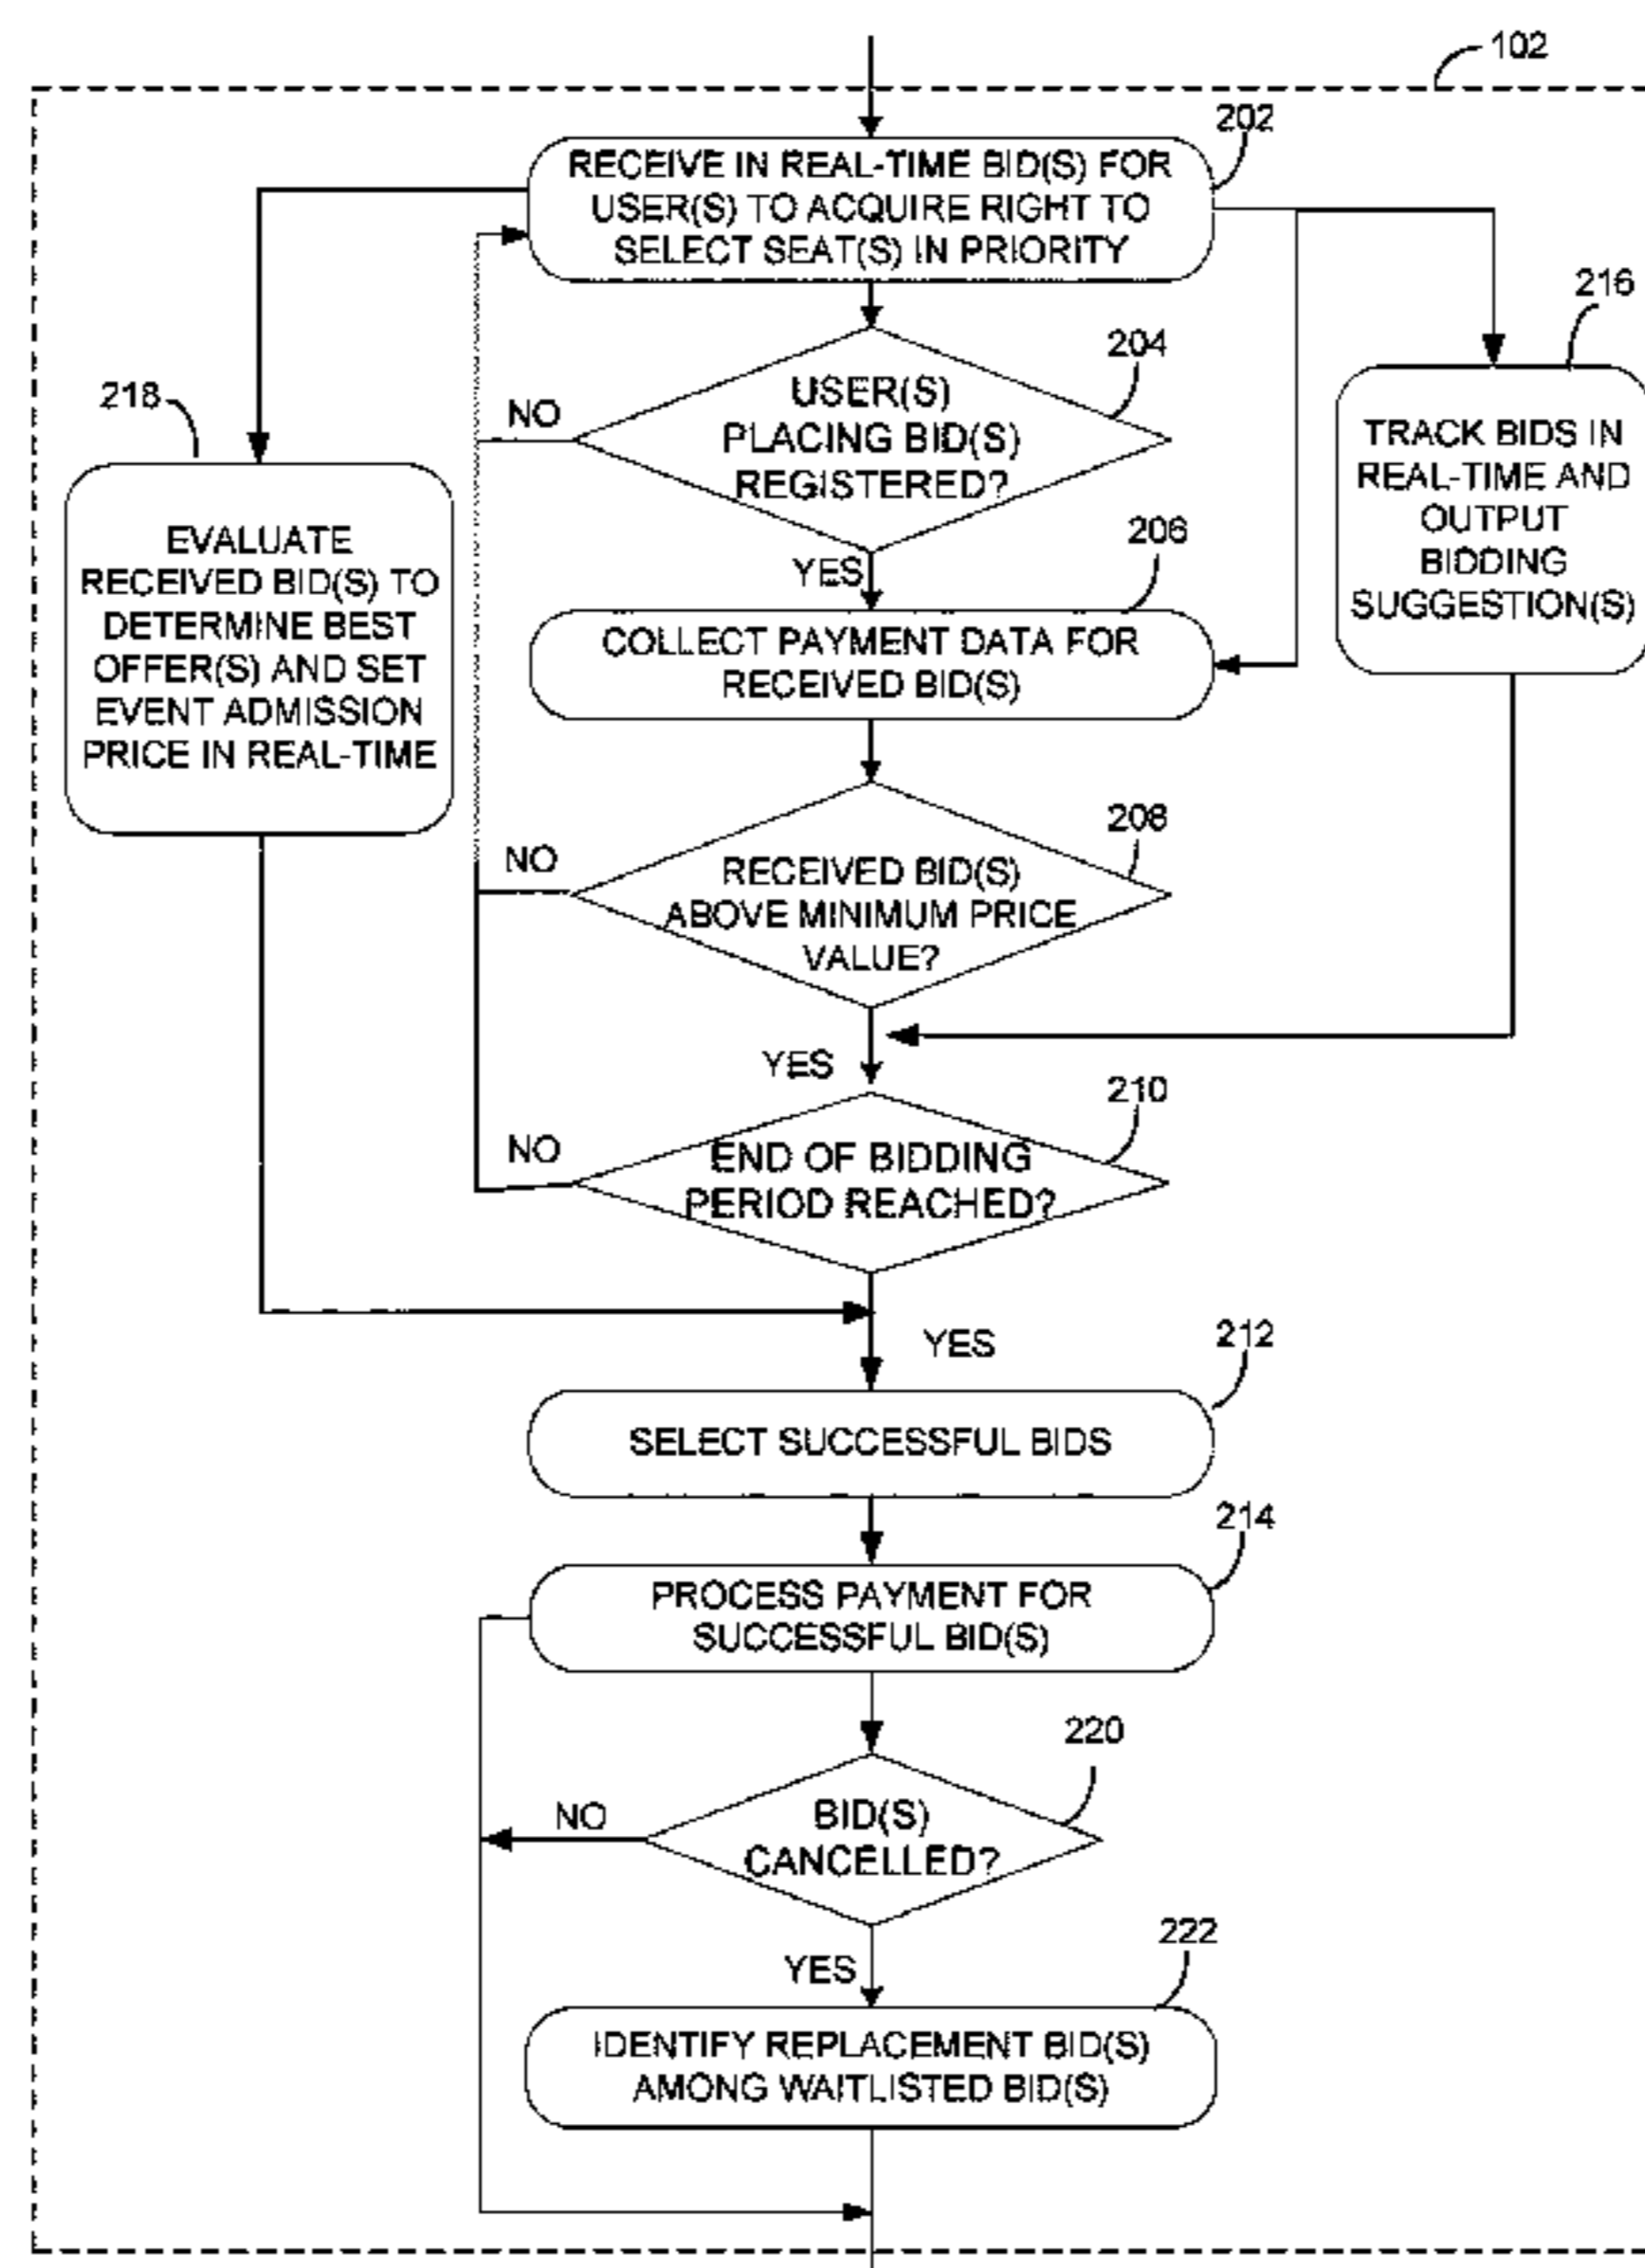 102
202
RECEIVE IN REAL-TIME BID(S) FOR
USER(S) TO ACQUIRE RIGHT TO
SELECT SEAT(S) IN PRIORITY
204
USER(S)
PLACING BID(S)
REGISTERED?
NO
YES
216
TRACK BIDS IN
REAL-TIME AND
OUTPUT
BIDDING
SUGGESTION(S)
218
EVALUATE
RECEIVED BID(S) TO
DETERMINE BEST
OFFER(S) AND SET
EVENT ADMISSION
PRICE IN REAL-TIME
206
COLLECT PAYMENT DATA FOR
RECEIVED BID(S)
208
NO
RECEIVED BID(S)
ABOVE MINIMUM PRICE
VALUE?
YES
210
NO
END OF BIDDING
PERIOD REACHED?
YES
212
SELECT SUCCESSFUL BIDS
214
PROCESS PAYMENT FOR
SUCCESSFUL BID(S)
220
NO
BID(S)
CANCELLED?
YES
222
IDENTIFY REPLACEMENT BID(S)
AMONG WAITLISTED BID(S)